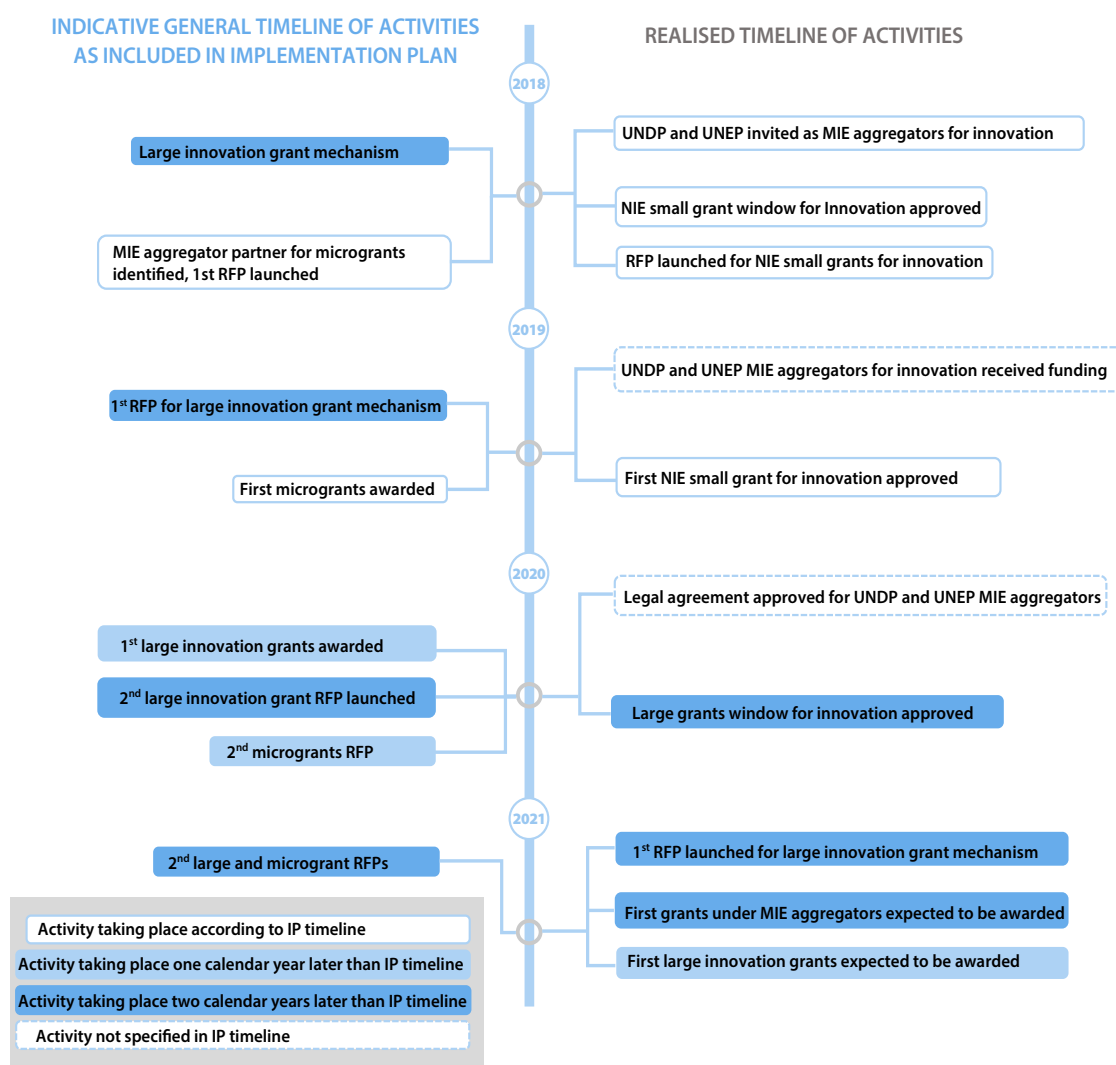 INDICATIVE GENERAL TIMELINE OF ACTIVITIES
AS INCLUDED IN IMPLEMENTATION PLAN
REALISED TIMELINE OF ACTIVITIES
2018
Large innovation grant mechanism
MIE aggregator partner for microgrants
identified, 1st RFP launched
UNDP and UNEP invited as MIE aggregators for innovation
NIE small grant window for Innovation approved
RFP launched for NIE small grants for innovation
2019
1st RFP for large innovation grant mechanism
First microgrants awarded
UNDP and UNEP MIE aggregators for innovation received funding
First NIE small grant for innovation approved
2020
1st large innovation grants awarded
2nd large innovation grant RFP launched
2nd microgrants RFP
Legal agreement approved for UNDP and UNEP MIE aggregators
Large grants window for innovation approved
2021
2nd large and microgrant RFPs
1st RFP launched for large innovation grant mechanism
First grants under MIE aggregators expected to be awarded
First large innovation grants expected to be awarded
Activity taking place according to IP timeline
Activity taking place one calendar year later than IP timeline
Activity taking place two calendar years later than IP timeline
Activity not specified in IP timeline